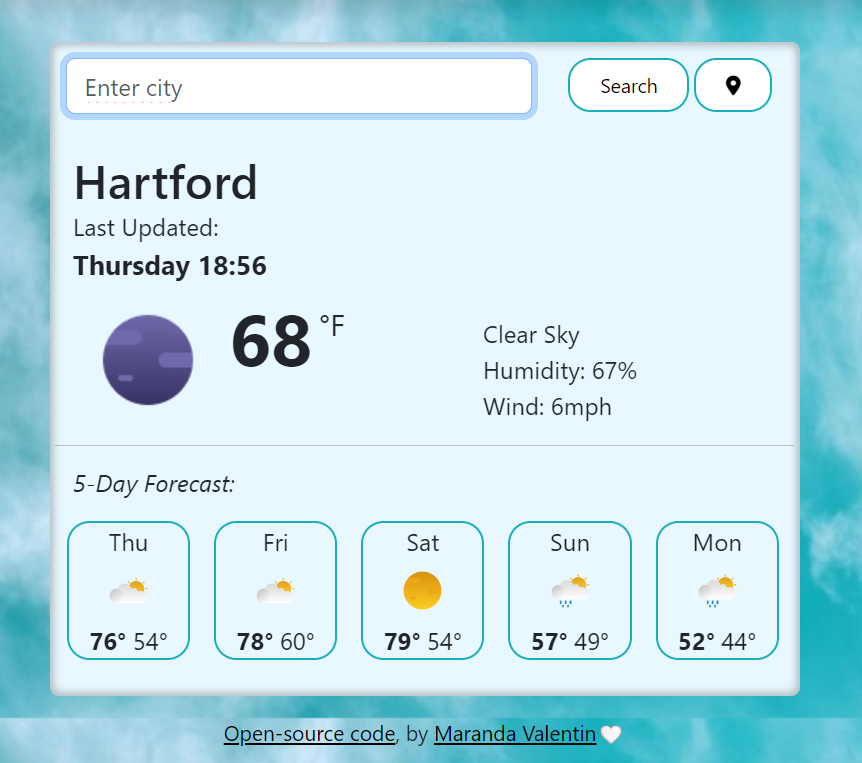 Enter city
Search
Hartford
Last Updated:
Thursday 18:56
68 °F
Clear Sky
Humidity: 67%
Wind: 6mph
5-Day Forecast:
Thu
76° 54°
Fri
78° 60°
Sat
79° 54°
Sun
57° 49°
Mon
52° 44°
Open-source code, by Maranda Valentin